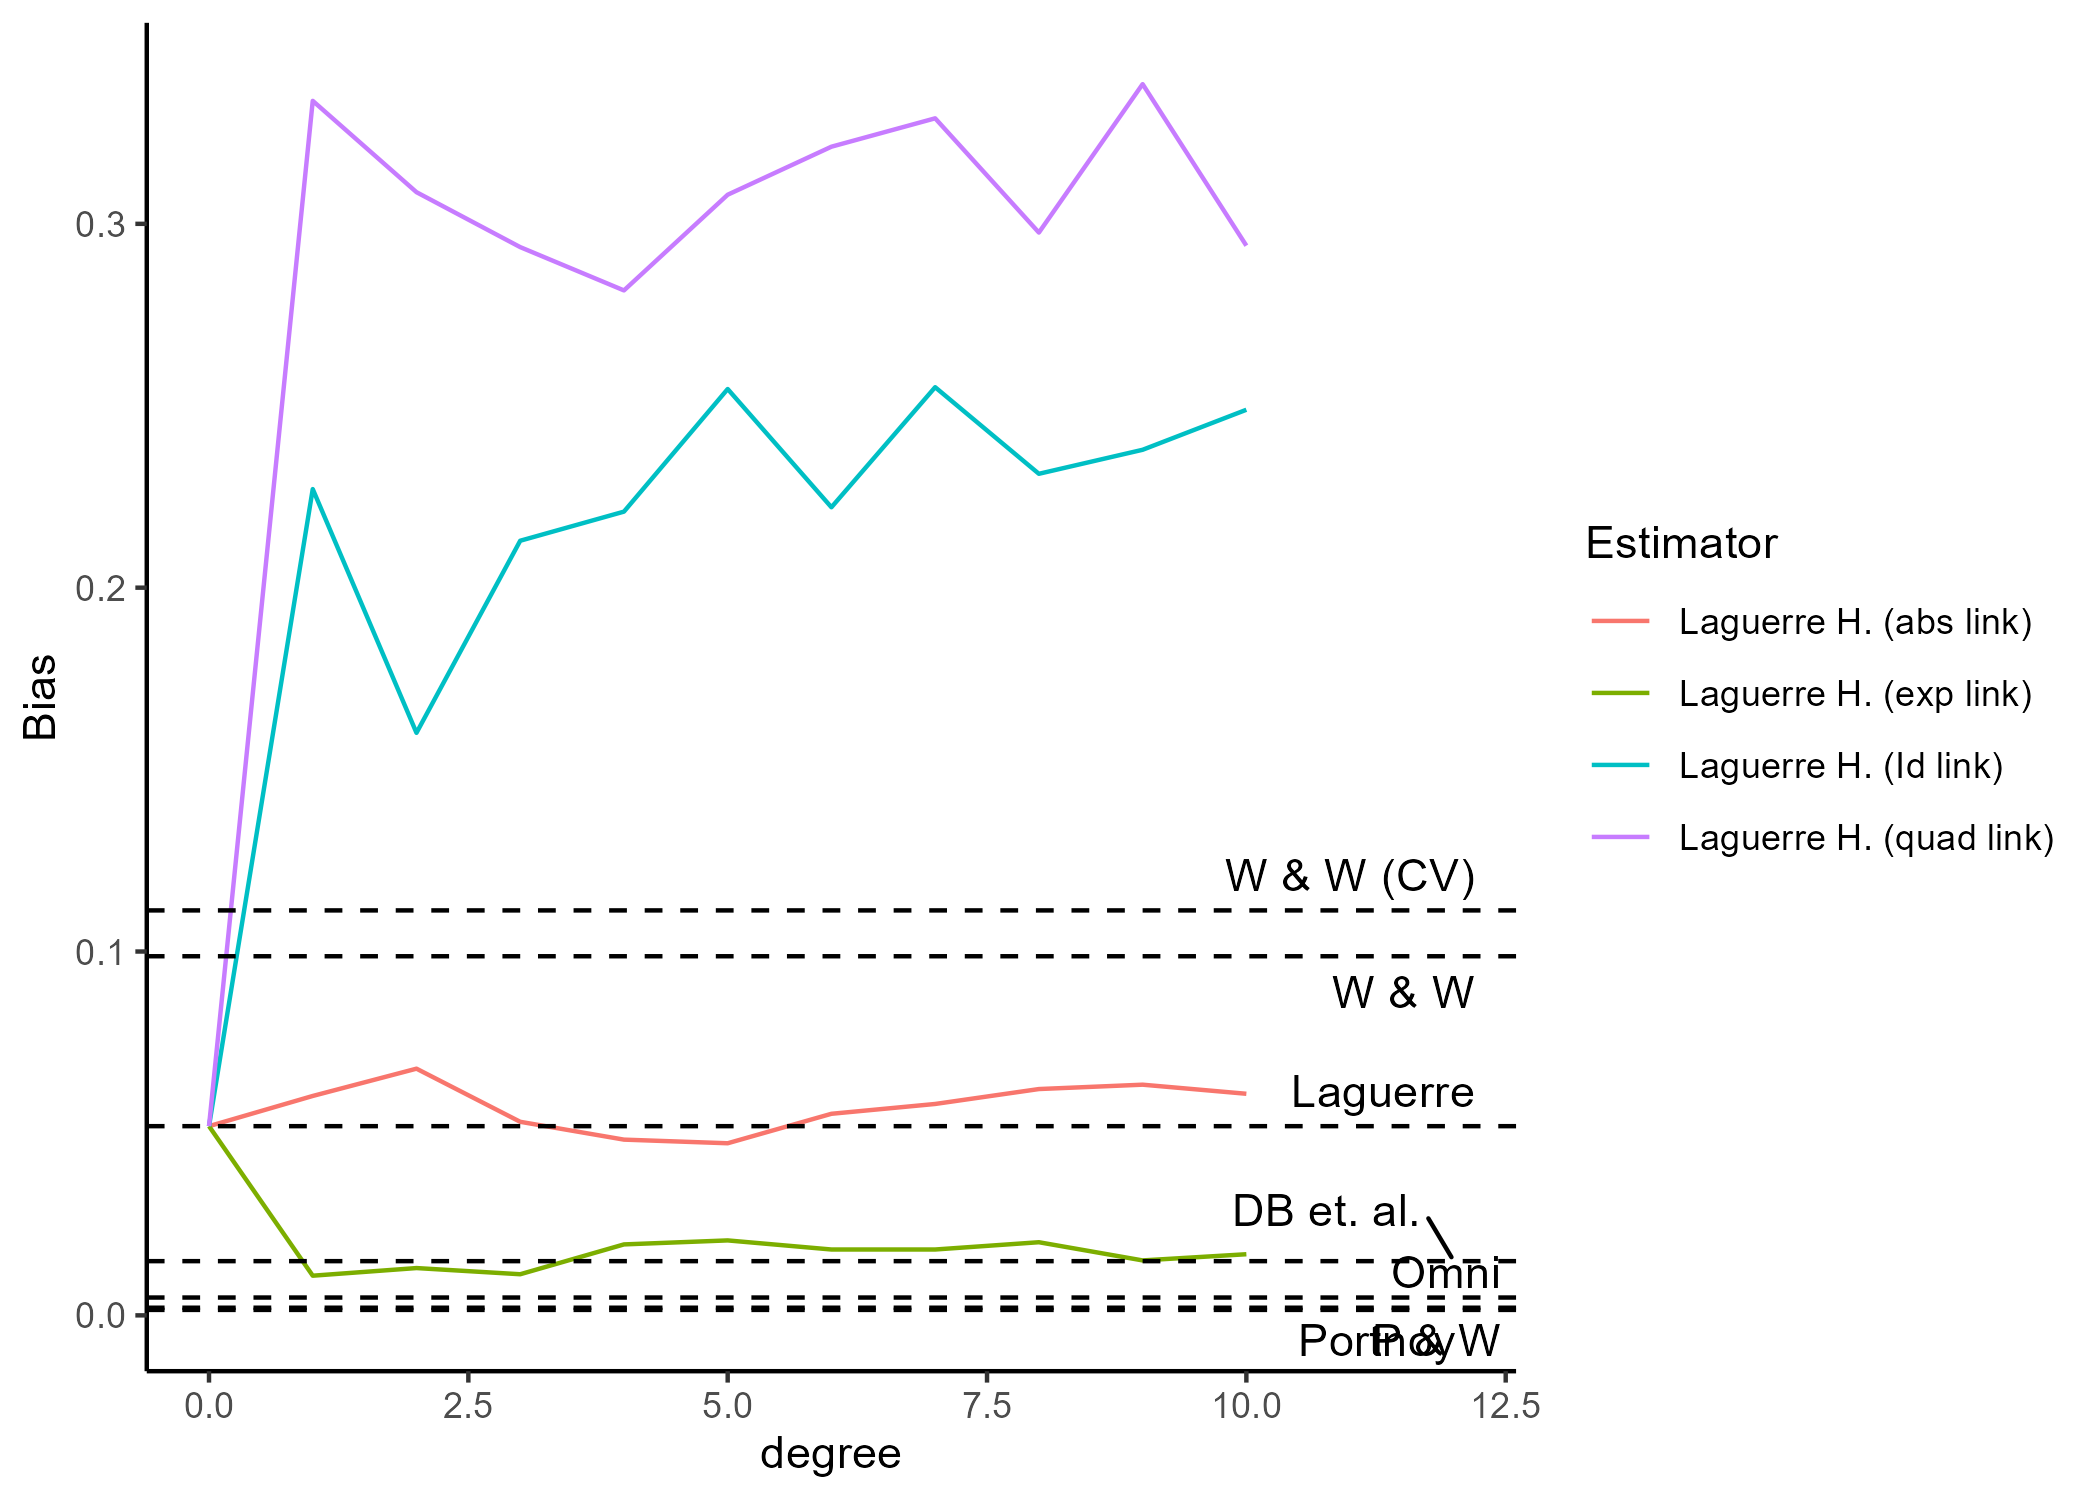 0.3
0.2
0.1
0.0
Bias
W & W (CV)
W & W
Laguerre
DB et. al.
Omni
Portnoy
P & W
0.0 2.5 5.0 7.5 10.0 12.5
degree
Estimator
Laguerre H. (abs link)
Laguerre H. (exp link)
Laguerre H. (Id link)
Laguerre H. (quad link)